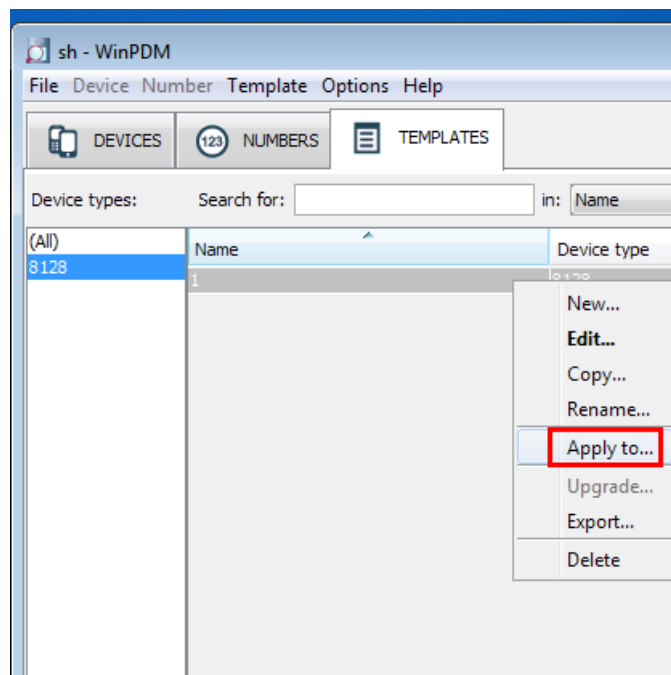 sh - WinPDM
File Device Number Template Options Help
DEVICES 123 NUMBERS TEMPLATES
Device types: Search for: in: Name
(All) Name Device type
8128
1 8128
New...
Edit...
Copy...
Rename...
Apply to...
Upgrade...
Export...
Delete